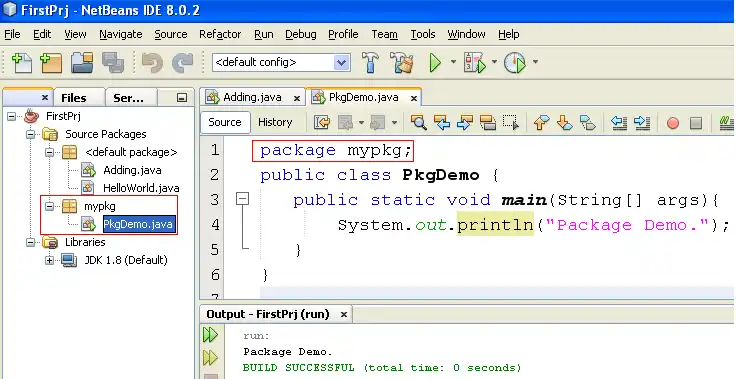 FirstPrj - NetBeans IDE 8.0.2
File Edit View Navigate Source Refactor Run Debug Profile Team Tools Window Help
<default config>
Files Ser...
Adding.java x PkgDemo.java x
FirstPrj
Source Packages
<default package>
Adding.java
HelloWorld.java
mypkg
PkgDemo.java
Libraries
JDK 1.8 (Default)
Source History
1 package mypkg;
2 public class PkgDemo {
3 public static void main(String[] args){
4 System.out.println("Package Demo.");
5 }
6 }
7
Output - FirstPrj (run) x
run:
Package Demo.
BUILD SUCCESSFUL (total time: 0 seconds)